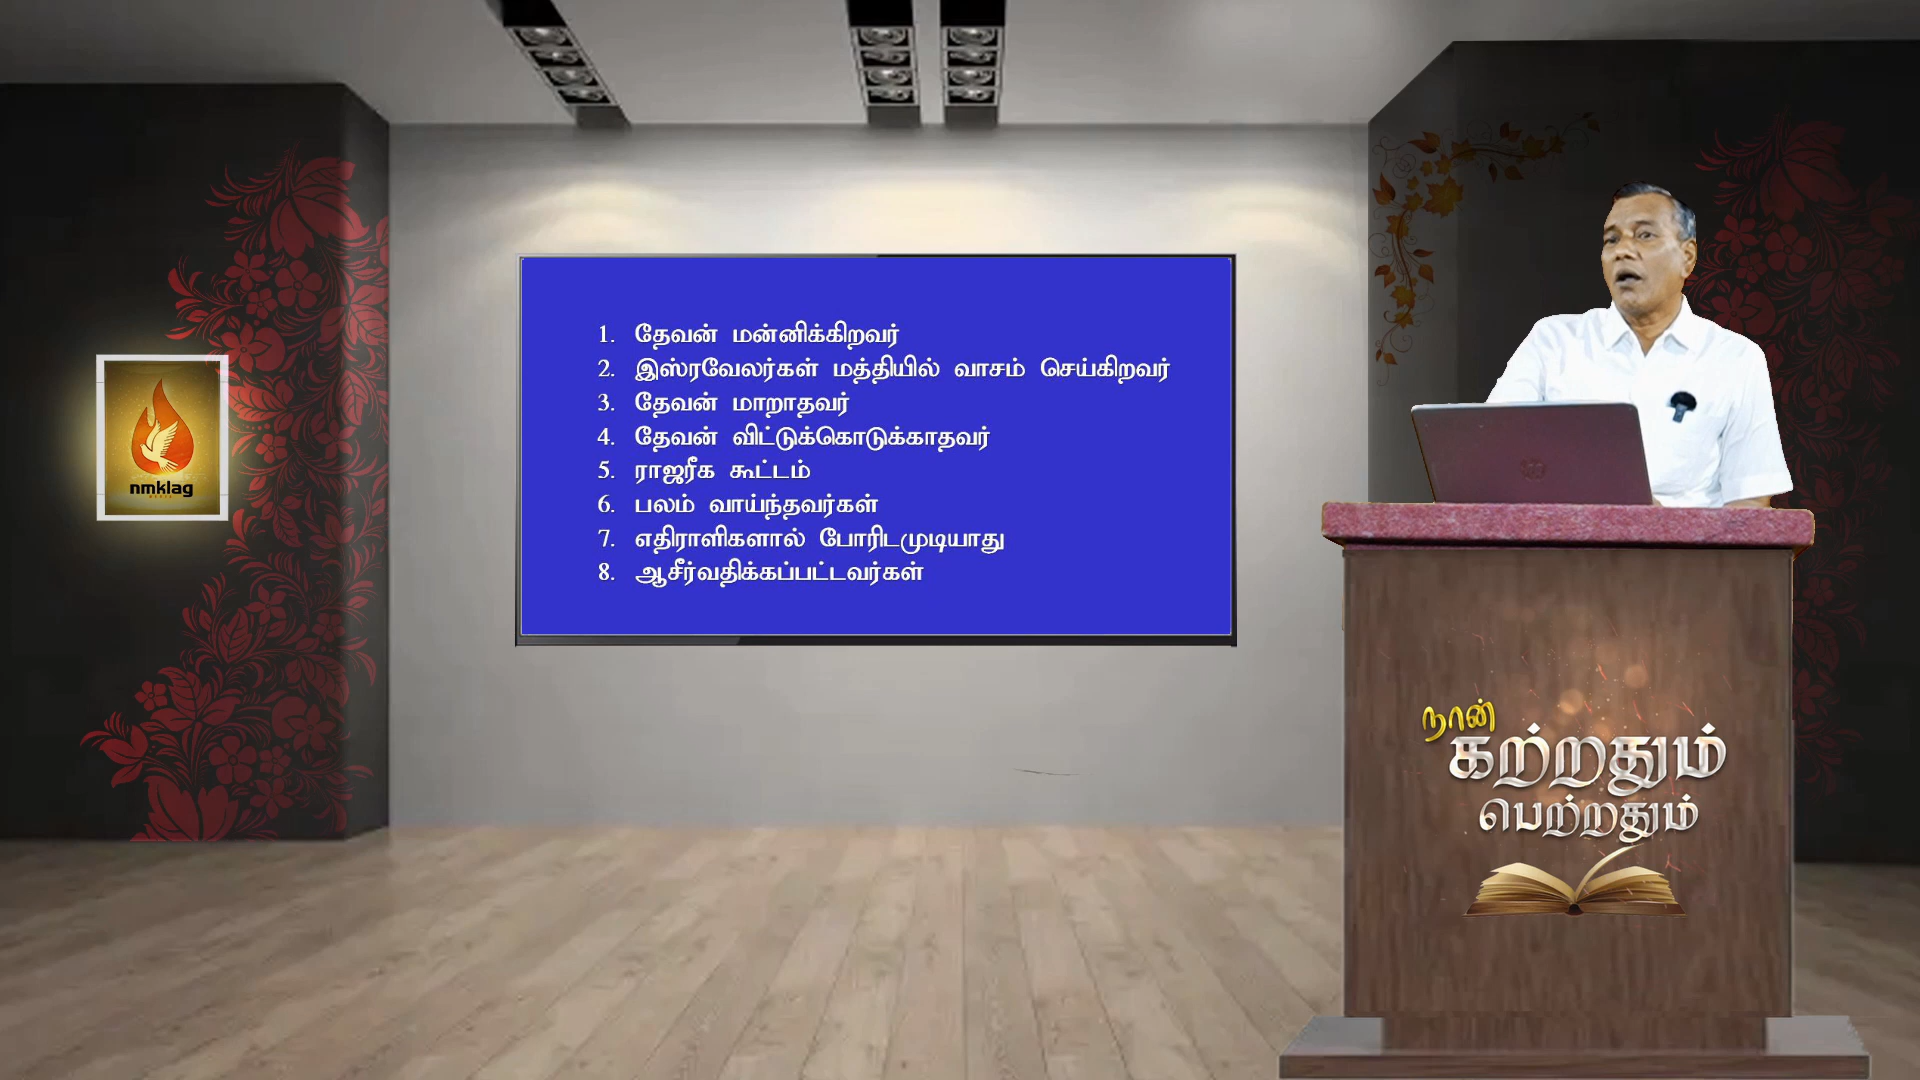 1. தேவன் மன்னிக்கிறவர்
2. இஸ்ரவேலர்கள் மத்தியில் வாசம் செய்கிறவர்
3. தேவன் மாறாதவர்
4. தேவன் விட்டுக்கொடுக்காதவர்
5. ராஜரீக கூட்டம்
6. பலம் வாய்ந்தவர்கள்
7. எதிராளிகளால் போரிடமுடியாது
8. ஆசீர்வதிக்கப்பட்டவர்கள்
nmklag
நான்
கற்றதும்
பெற்றதும்